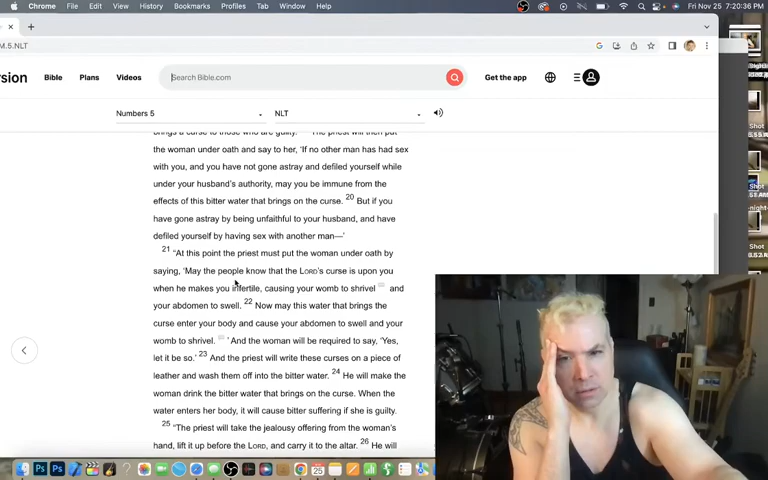 Chrome File Edit View History Bookmarks Profiles Tab Window Help Fri Nov 25 7:20:36 PM
M.5.NLT
rsion Bible Plans Videos Search Bible.com Get the app
Numbers 5 NLT
brings a curse to those who are guilty. The priest will then put
the woman under oath and say to her, ‘If no other man has had sex
with you, and you have not gone astray and defiled yourself while
under your husband’s authority, may you be immune from the
effects of this bitter water that brings on the curse. 20 But if you
have gone astray by being unfaithful to your husband, and have
defiled yourself by having sex with another man—’
21 “At this point the priest must put the woman under oath by
saying, ‘May the people know that the LORD’s curse is upon you
when he makes you infertile, causing your womb to shrivel and
your abdomen to swell. 22 Now may this water that brings the
curse enter your body and cause your abdomen to swell and your
womb to shrivel. ’ And the woman will be required to say, ‘Yes,
let it be so.’ 23 And the priest will write these curses on a piece of
leather and wash them off into the bitter water. 24 He will make the
woman drink the bitter water that brings on the curse. When the
water enters her body, it will cause bitter suffering if she is guilty.
25 “The priest will take the jealousy offering from the woman’s
hand, lift it up before the LORD, and carry it to the altar. 26 He will
Shot
Shot